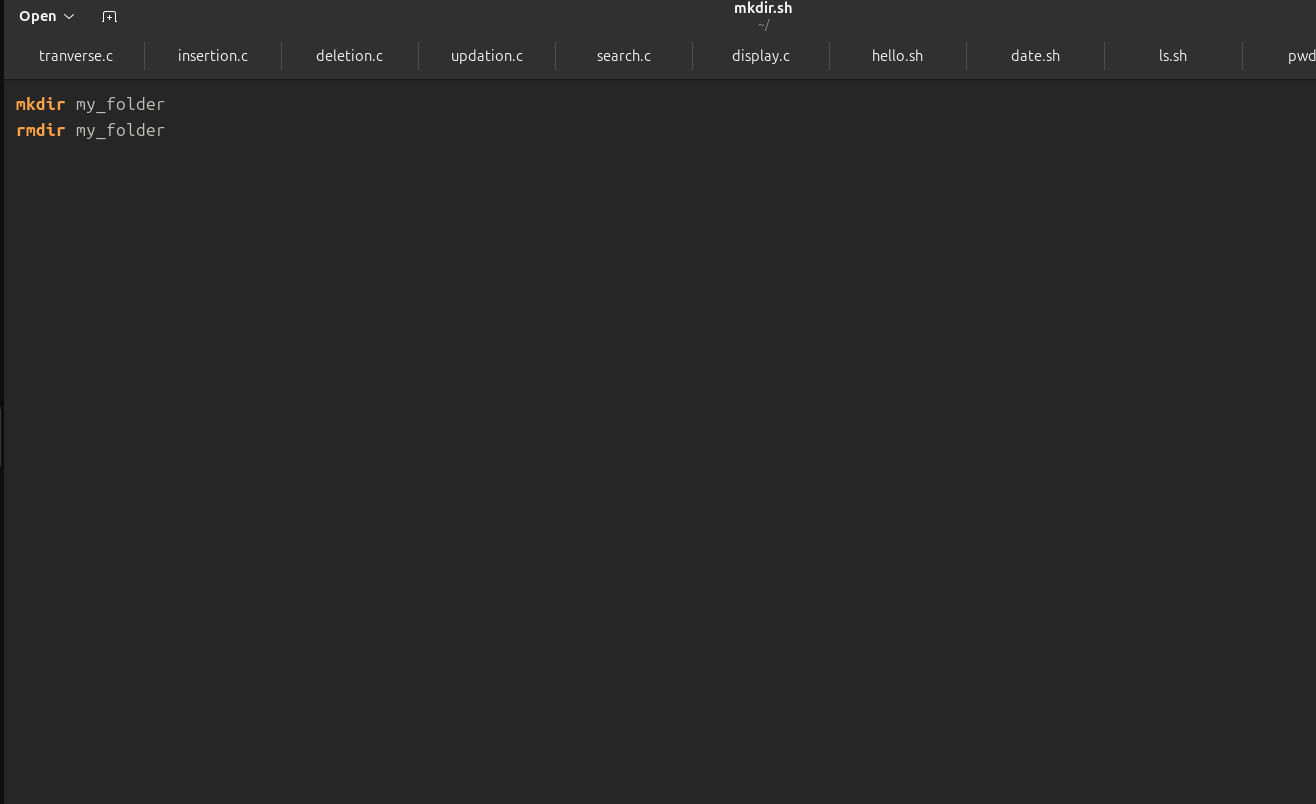 Open
mkdir.sh
~/
tranverse.c insertion.c deletion.c updation.c search.c display.c hello.sh date.sh ls.sh pwd
mkdir my_folder
rmdir my_folder